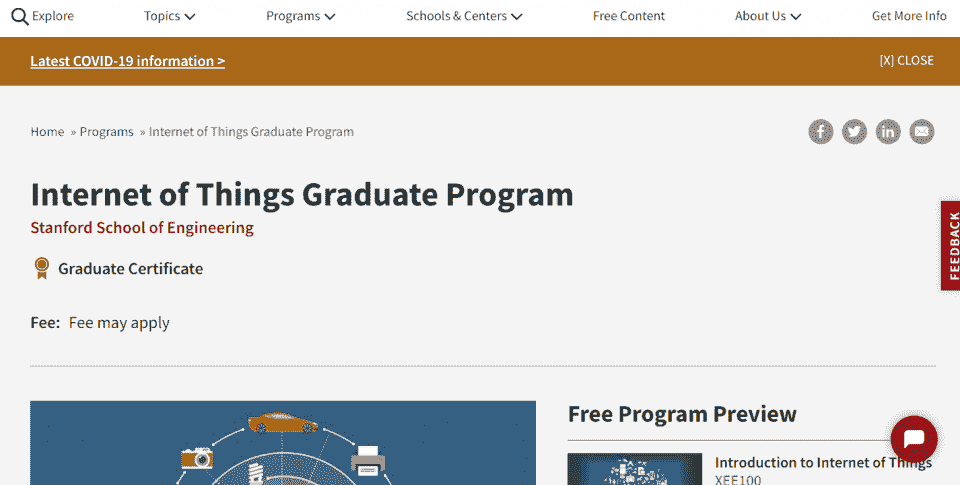 Explore Topics Programs Schools & Centers Free Content About Us Get More Info
Latest COVID-19 information > [X] CLOSE
Home » Programs » Internet of Things Graduate Program
Internet of Things Graduate Program
Stanford School of Engineering
Graduate Certificate
Fee: Fee may apply
FEEDBACK
Free Program Preview
Introduction to Internet of Things
XEE100